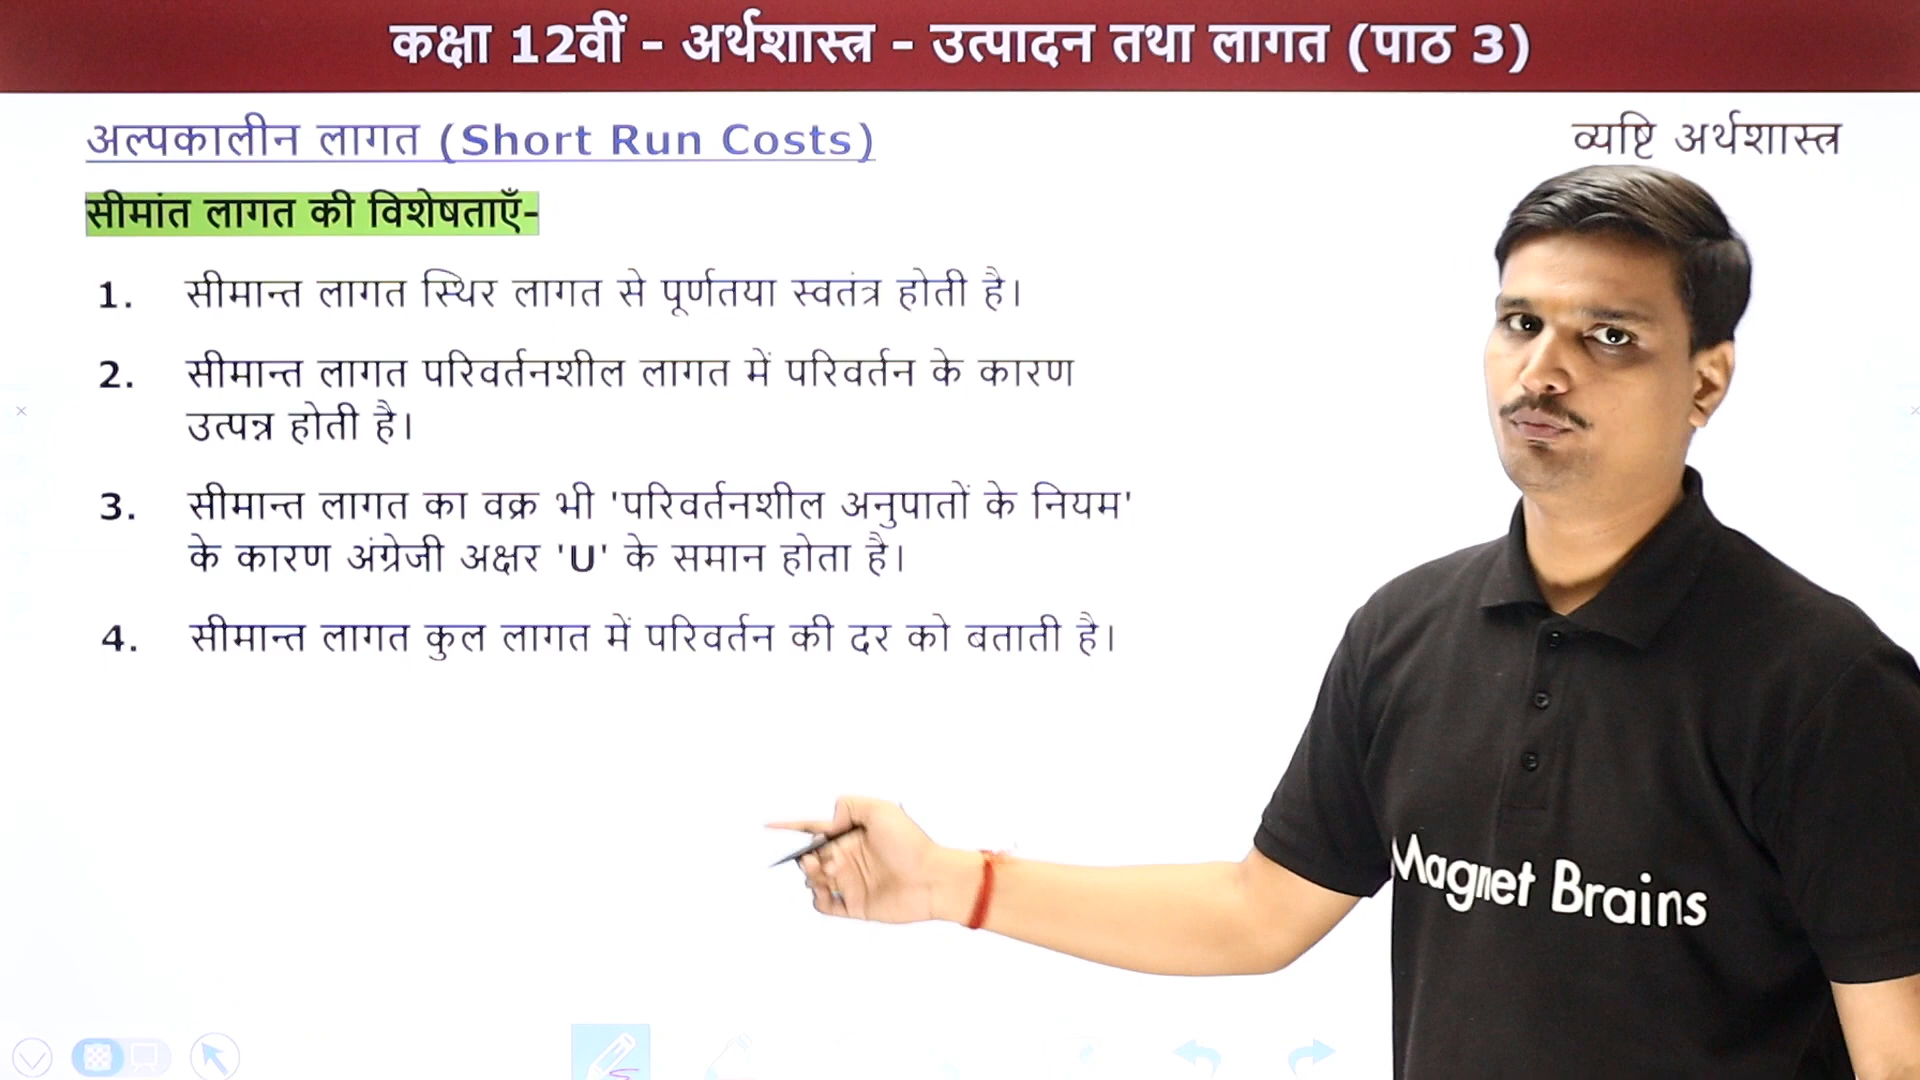 कक्षा 12वीं - अर्थशास्त्र - उत्पादन तथा लागत (पाठ 3)
अल्पकालीन लागत (Short Run Costs)
व्यष्टि अर्थशास्त्र
सीमांत लागत की विशेषताएँ-
1. सीमान्त लागत स्थिर लागत से पूर्णतया स्वतंत्र होती है।
2. सीमान्त लागत परिवर्तनशील लागत में परिवर्तन के कारण
उत्पन्न होती है।
3. सीमान्त लागत का वक्र भी 'परिवर्तनशील अनुपातों के नियम'
के कारण अंग्रेजी अक्षर 'U' के समान होता है।
4. सीमान्त लागत कुल लागत में परिवर्तन की दर को बताती है।
Magnet Brains